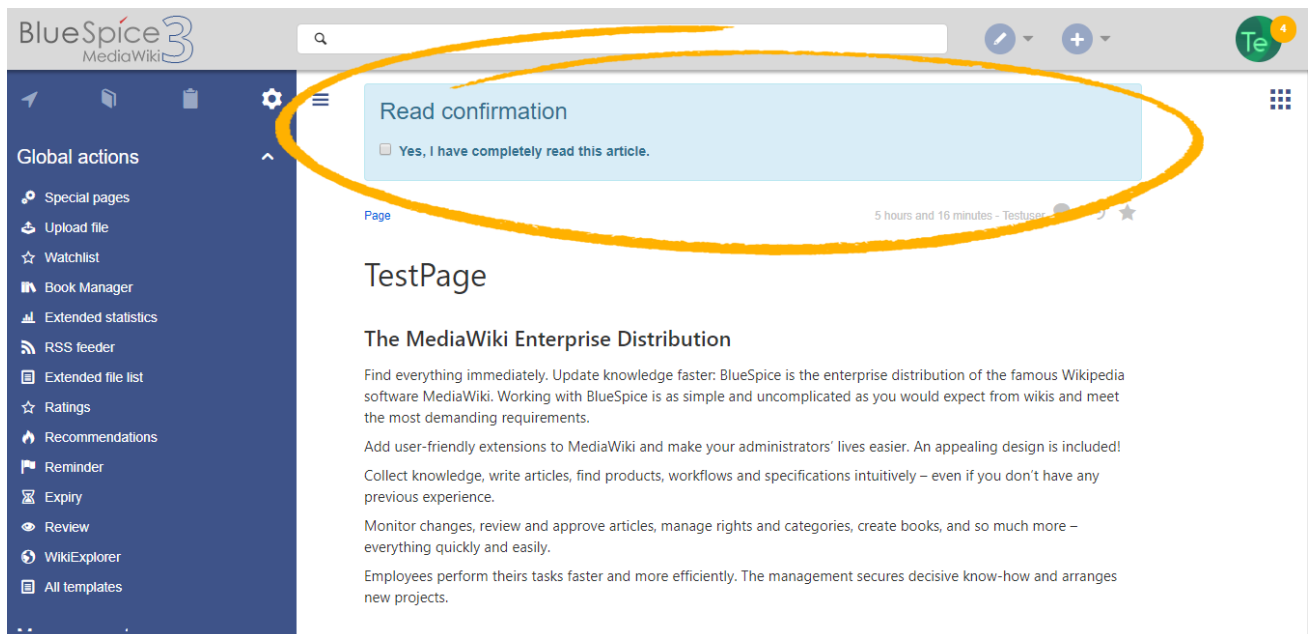 BlueSpice 3
MediaWiki
Te
4
Read confirmation
Yes, I have completely read this article.
Global actions
Special pages
Upload file
Watchlist
Book Manager
Extended statistics
RSS feeder
Extended file list
Ratings
Recommendations
Reminder
Expiry
Review
WikiExplorer
All templates
Page
5 hours and 16 minutes - Testuser
TestPage
The MediaWiki Enterprise Distribution
Find everything immediately. Update knowledge faster: BlueSpice is the enterprise distribution of the famous Wikipedia
software MediaWiki. Working with BlueSpice is as simple and uncomplicated as you would expect from wikis and meet
the most demanding requirements.
Add user-friendly extensions to MediaWiki and make your administrators’ lives easier. An appealing design is included!
Collect knowledge, write articles, find products, workflows and specifications intuitively – even if you don’t have any
previous experience.
Monitor changes, review and approve articles, manage rights and categories, create books, and so much more –
everything quickly and easily.
Employees perform theirs tasks faster and more efficiently. The management secures decisive know-how and arranges
new projects.